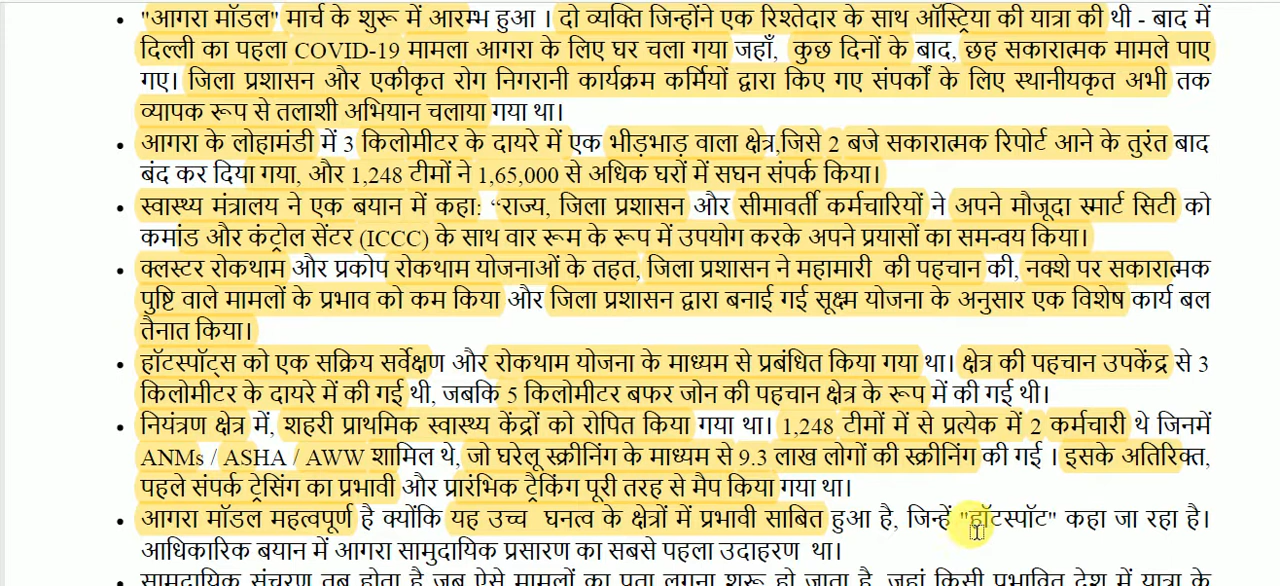 • "आगरा मॉडल" मार्च के शुरू में आरम्भ हुआ । दो व्यक्ति जिन्होंने एक रिश्तेदार के साथ ऑस्ट्रिया की यात्रा की थी - बाद में
दिल्ली का पहला COVID-19 मामला आगरा के लिए घर चला गया जहाँ, कुछ दिनों के बाद, छह सकारात्मक मामले पाए
गए। जिला प्रशासन और एकीकृत रोग निगरानी कार्यक्रम कर्मियों द्वारा किए गए संपर्कों के लिए स्थानीयकृत अभी तक
व्यापक रूप से तलाशी अभियान चलाया गया था।
• आगरा के लोहामंडी में 3 किलोमीटर के दायरे में एक भीड़भाड़ वाला क्षेत्र,जिसे 2 बजे सकारात्मक रिपोर्ट आने के तुरंत बाद
बंद कर दिया गया, और 1,248 टीमों ने 1,65,000 से अधिक घरों में सघन संपर्क किया।
• स्वास्थ्य मंत्रालय ने एक बयान में कहा: “राज्य, जिला प्रशासन और सीमावर्ती कर्मचारियों ने अपने मौजूदा स्मार्ट सिटी को
कमांड और कंट्रोल सेंटर (ICCC) के साथ वार रूम के रूप में उपयोग करके अपने प्रयासों का समन्वय किया।
• क्लस्टर रोकथाम और प्रकोप रोकथाम योजनाओं के तहत, जिला प्रशासन ने महामारी की पहचान की, नक्शे पर सकारात्मक
पुष्टि वाले मामलों के प्रभाव को कम किया और जिला प्रशासन द्वारा बनाई गई सूक्ष्म योजना के अनुसार एक विशेष कार्य बल
तैनात किया।
• हॉटस्पॉट्स को एक सक्रिय सर्वेक्षण और रोकथाम योजना के माध्यम से प्रबंधित किया गया था। क्षेत्र की पहचान उपकेंद्र से 3
किलोमीटर के दायरे में की गई थी, जबकि 5 किलोमीटर बफर जोन की पहचान क्षेत्र के रूप में की गई थी।
• नियंत्रण क्षेत्र में, शहरी प्राथमिक स्वास्थ्य केंद्रों को रोपित किया गया था। 1,248 टीमों में से प्रत्येक में 2 कर्मचारी थे जिनमें
ANMs / ASHA / AWW शामिल थे, जो घरेलू स्क्रीनिंग के माध्यम से 9.3 लाख लोगों की स्क्रीनिंग की गई । इसके अतिरिक्त,
पहले संपर्क ट्रेसिंग का प्रभावी और प्रारंभिक ट्रैकिंग पूरी तरह से मैप किया गया था।
• आगरा मॉडल महत्वपूर्ण है क्योंकि यह उच्च घनत्व के क्षेत्रों में प्रभावी साबित हुआ है, जिन्हें "हॉटस्पॉट" कहा जा रहा है।
आधिकारिक बयान में आगरा सामुदायिक प्रसारण का सबसे पहला उदाहरण था।
• सामुदायिक संचरण तब होता है जब ऐसे मामलों का पता लगना शुरू हो जाता है, जहां किसी प्रभावित देश में यात्रा के